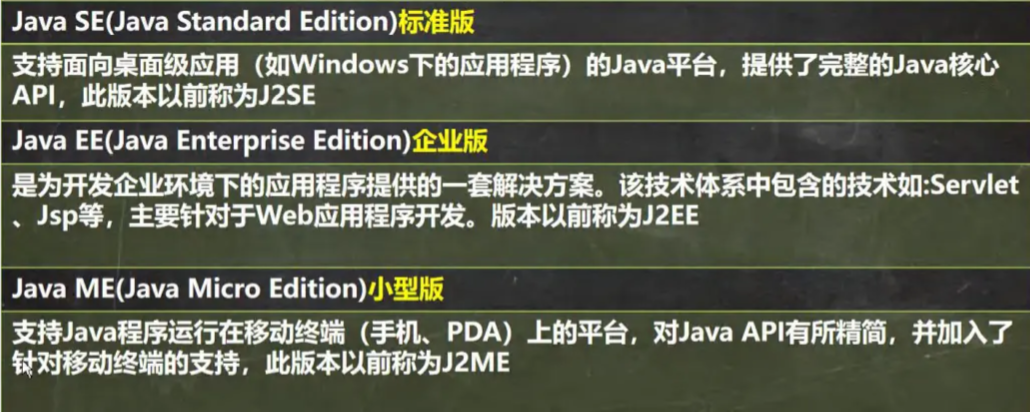 Java SE(Java Standard Edition)标准版
支持面向桌面级应用（如Windows下的应用程序）的Java平台，提供了完整的Java核心
API，此版本以前称为J2SE
Java EE(Java Enterprise Edition)企业版
是为开发企业环境下的应用程序提供的一套解决方案。该技术体系中包含的技术如:Servlet
、Jsp等，主要针对于Web应用程序开发。版本以前称为J2EE
Java ME(Java Micro Edition)小型版
支持Java程序运行在移动终端（手机、PDA）上的平台，对Java API有所精简，并加入了
针对移动终端的支持，此版本以前称为J2ME